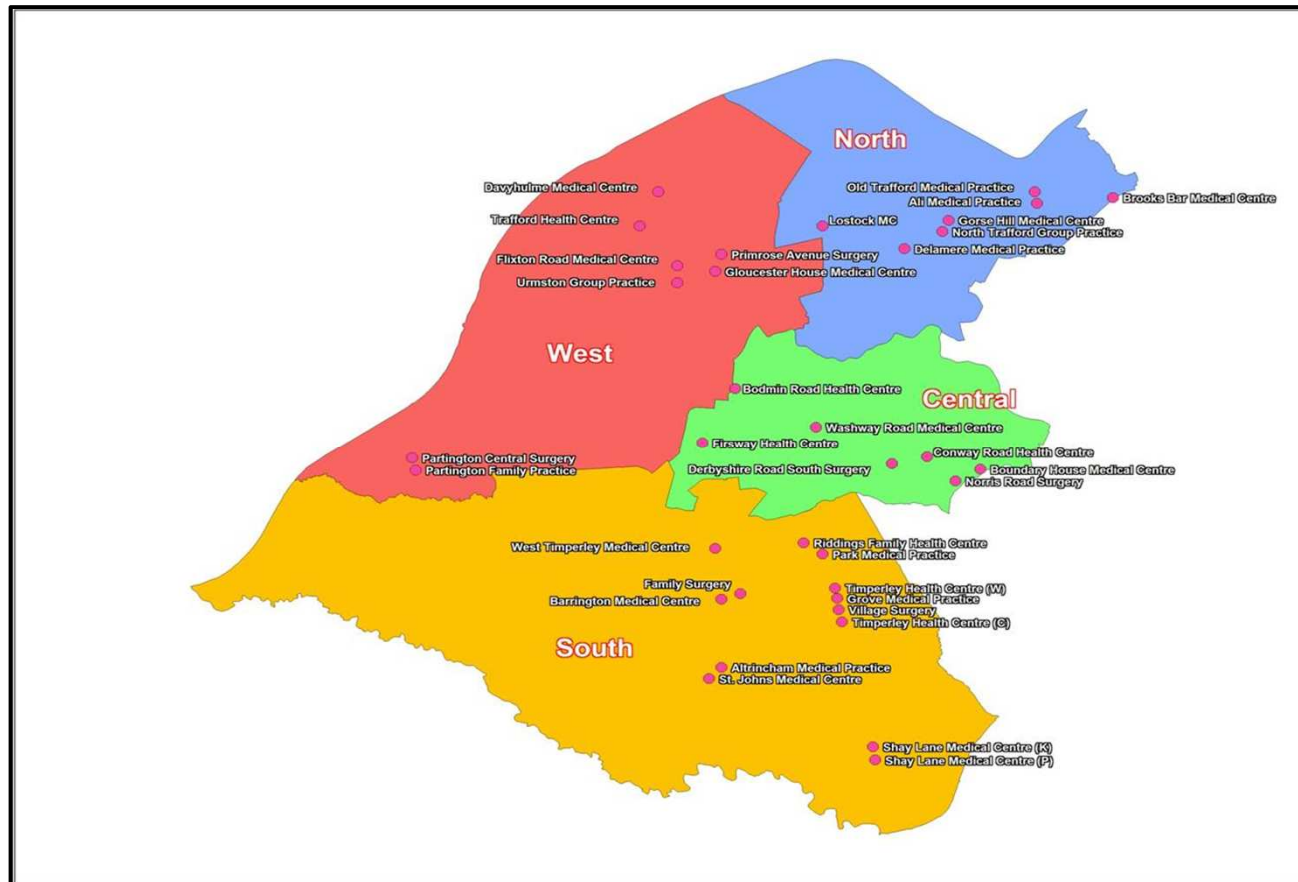 North
Davyhulme Medical Centre
Old Trafford Medical Practice
Brooks Bar Medical Centre
Ali Medical Practice
Trafford Health Centre
Lostock MC
Gorse Hill Medical Centre
North Trafford Group Practice
Delamere Medical Practice
Primrose Avenue Surgery
Flixton Road Medical Centre
Gloucester House Medical Centre
Urmston Group Practice
West
Bodmin Road Health Centre
Central
Washway Road Medical Centre
Firsway Health Centre
Conway Road Health Centre
Partington Central Surgery
Derbyshire Road South Surgery
Boundary House Medical Centre
Partington Family Practice
Norris Road Surgery
Riddings Family Health Centre
West Timperley Medical Centre
Park Medical Practice
Family Surgery
Timperley Health Centre (W)
Barrington Medical Centre
Grove Medical Practice
Village Surgery
Timperley Health Centre (C)
South
Altrincham Medical Practice
St. Johns Medical Centre
Shay Lane Medical Centre (K)
Shay Lane Medical Centre (P)